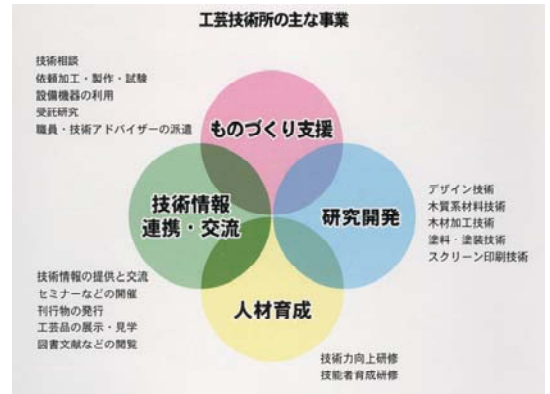 工芸技術所の主な事業
技術相談
依頼加工・製作・試験
設備機器の利用
受託研究
職員・技術アドバイザーの派遣
ものづくり支援
技術情報
連携・交流
研究開発
デザイン技術
木質系材料技術
木材加工技術
塗料・塗装技術
スクリーン印刷技術
技術情報の提供と交流
セミナーなどの開催
刊行物の発行
工芸品の展示・見学
図書文献などの閲覧
人材育成
技術力向上研修
技能者育成研修